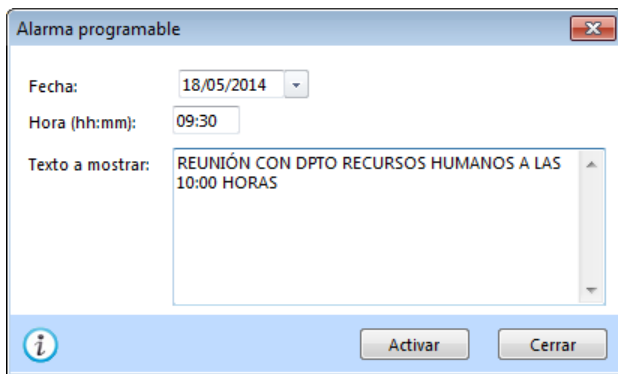 Alarma programable
Fecha: 18/05/2014
Hora (hh:mm): 09:30
Texto a mostrar: REUNIÓN CON DPTO RECURSOS HUMANOS A LAS
10:00 HORAS
Activar Cerrar